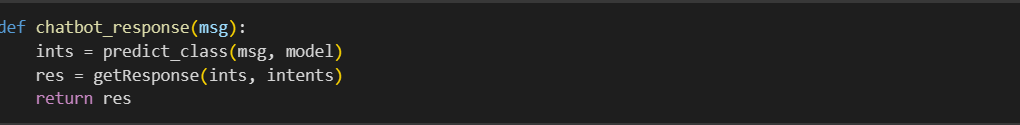 def chatbot_response(msg):
    ints = predict_class(msg, model)
    res = getResponse(ints, intents)
    return res